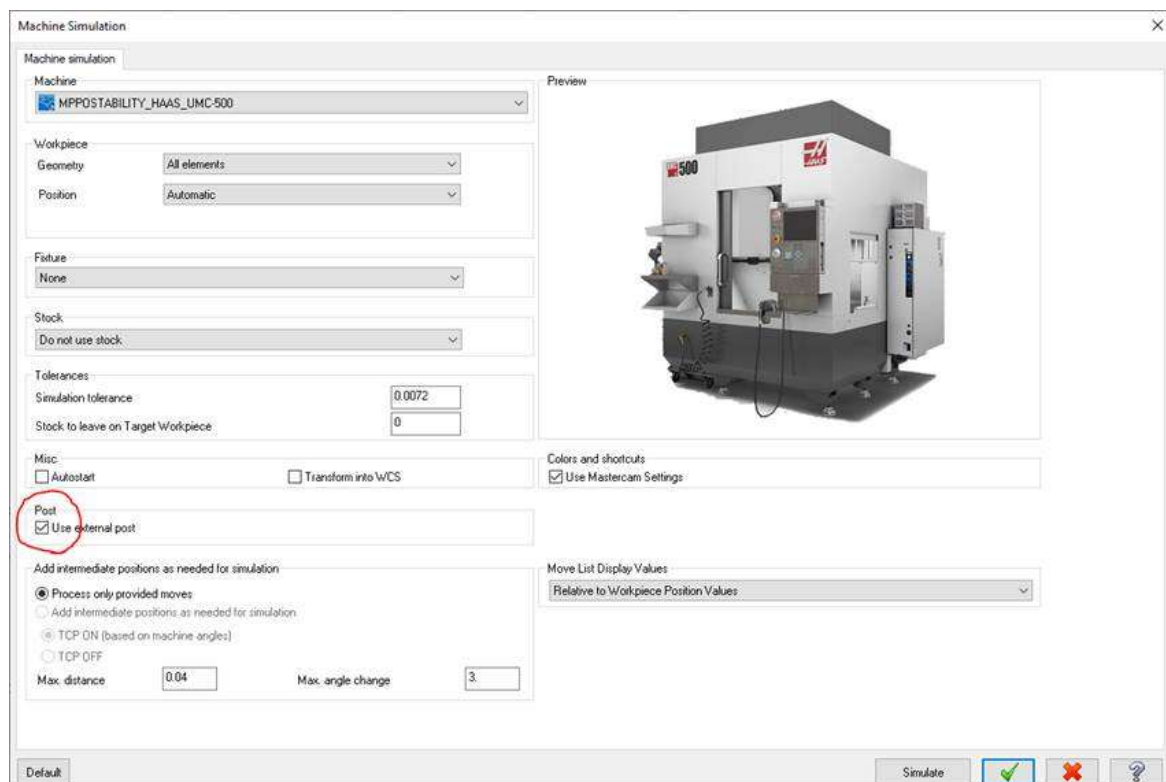 Machine Simulation
Machine simulation
Machine
MPPOSTABILITY_HAAS_UMC-500
Workpiece
Geometry
All elements
Position
Automatic
Fixture
None
Stock
Do not use stock
Tolerances
Simulation tolerance
0.0072
Stock to leave on Target Workpiece
0
Misc.
Autostart
Transform into WCS
Post
Use external post
Add intermediate positions as needed for simulation
Process only provided moves
Add intermediate positions as needed for simulation
TCP ON (based on machine angles)
TCP OFF
Max. distance
0.04
Max. angle change
3.
Preview
500
HAAS
Colors and shortcuts
Use Mastercam Settings
Move List Display Values
Relative to Workpiece Position Values
Default
Simulate
?